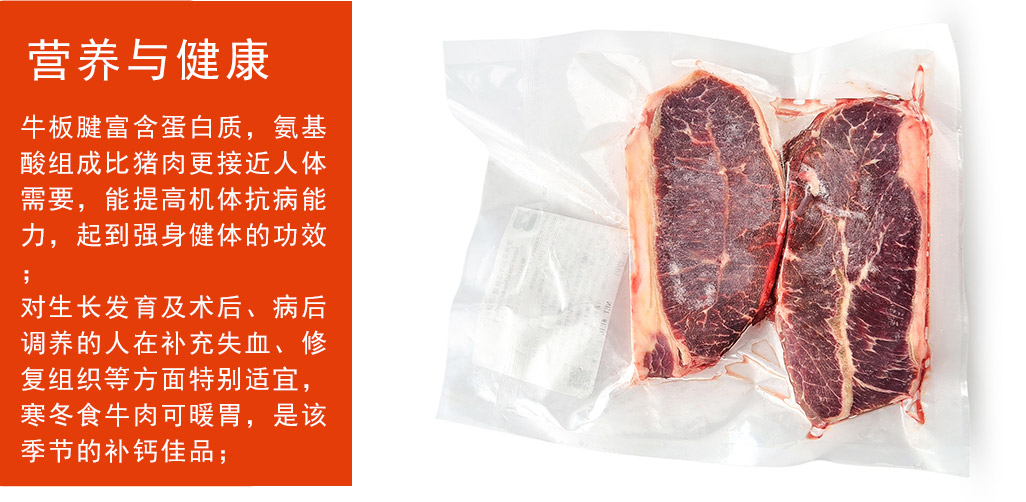 营养与健康
牛板腱富含蛋白质，氨基
酸组成比猪肉更接近人体
需要，能提高机体抗病能
力，起到强身健体的功效
；
对生长发育及术后、病后
调养的人在补充失血、修
复组织等方面特别适宜，
寒冬食牛肉可暖胃，是该
季节的补钙佳品；